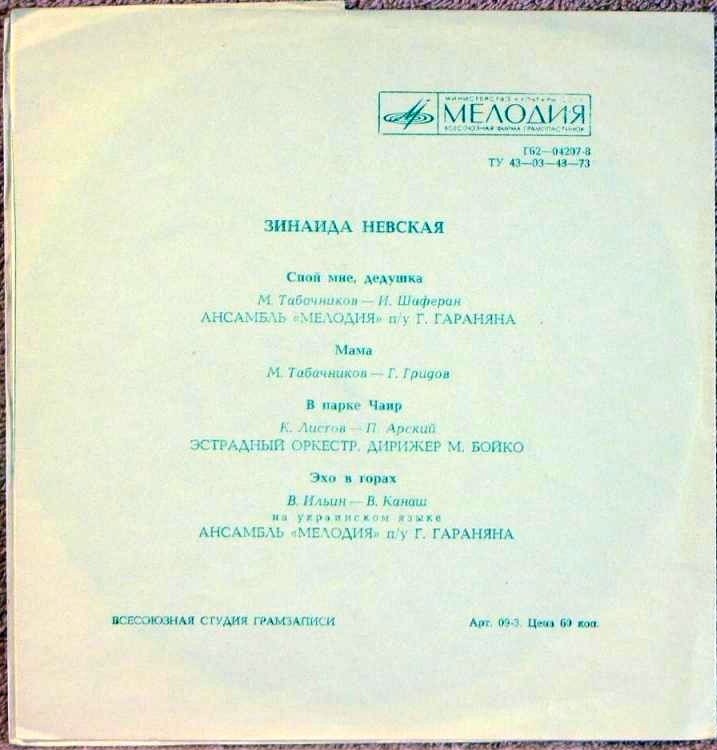 МИНИСТЕРСТВО КУЛЬТУРЫ СССР
МЕЛОДИЯ
ВСЕСОЮЗНАЯ ФИРМА ГРАМПЛАСТИНОК
Г62—04207-8
ТУ 43—03—43—73
ЗИНАИДА НЕВСКАЯ
Спой мне, дедушка
М. Табачников — И. Шаферан
АНСАМБЛЬ «МЕЛОДИЯ» п/у Г. ГАРАНЯНА
Мама
М. Табачников — Г. Гридов
В парке Чаир
К. Листов — П. Арский
ЭСТРАДНЫЙ ОРКЕСТР. ДИРИЖЕР М. БОЙКО
Эхо в горах
В. Ильин — В. Канаш
на украинском языке
АНСАМБЛЬ «МЕЛОДИЯ» п/у Г. ГАРАНЯНА
ВСЕСОЮЗНАЯ СТУДИЯ ГРАМЗАПИСИ
Арт. 09-3. Цена 60 коп.